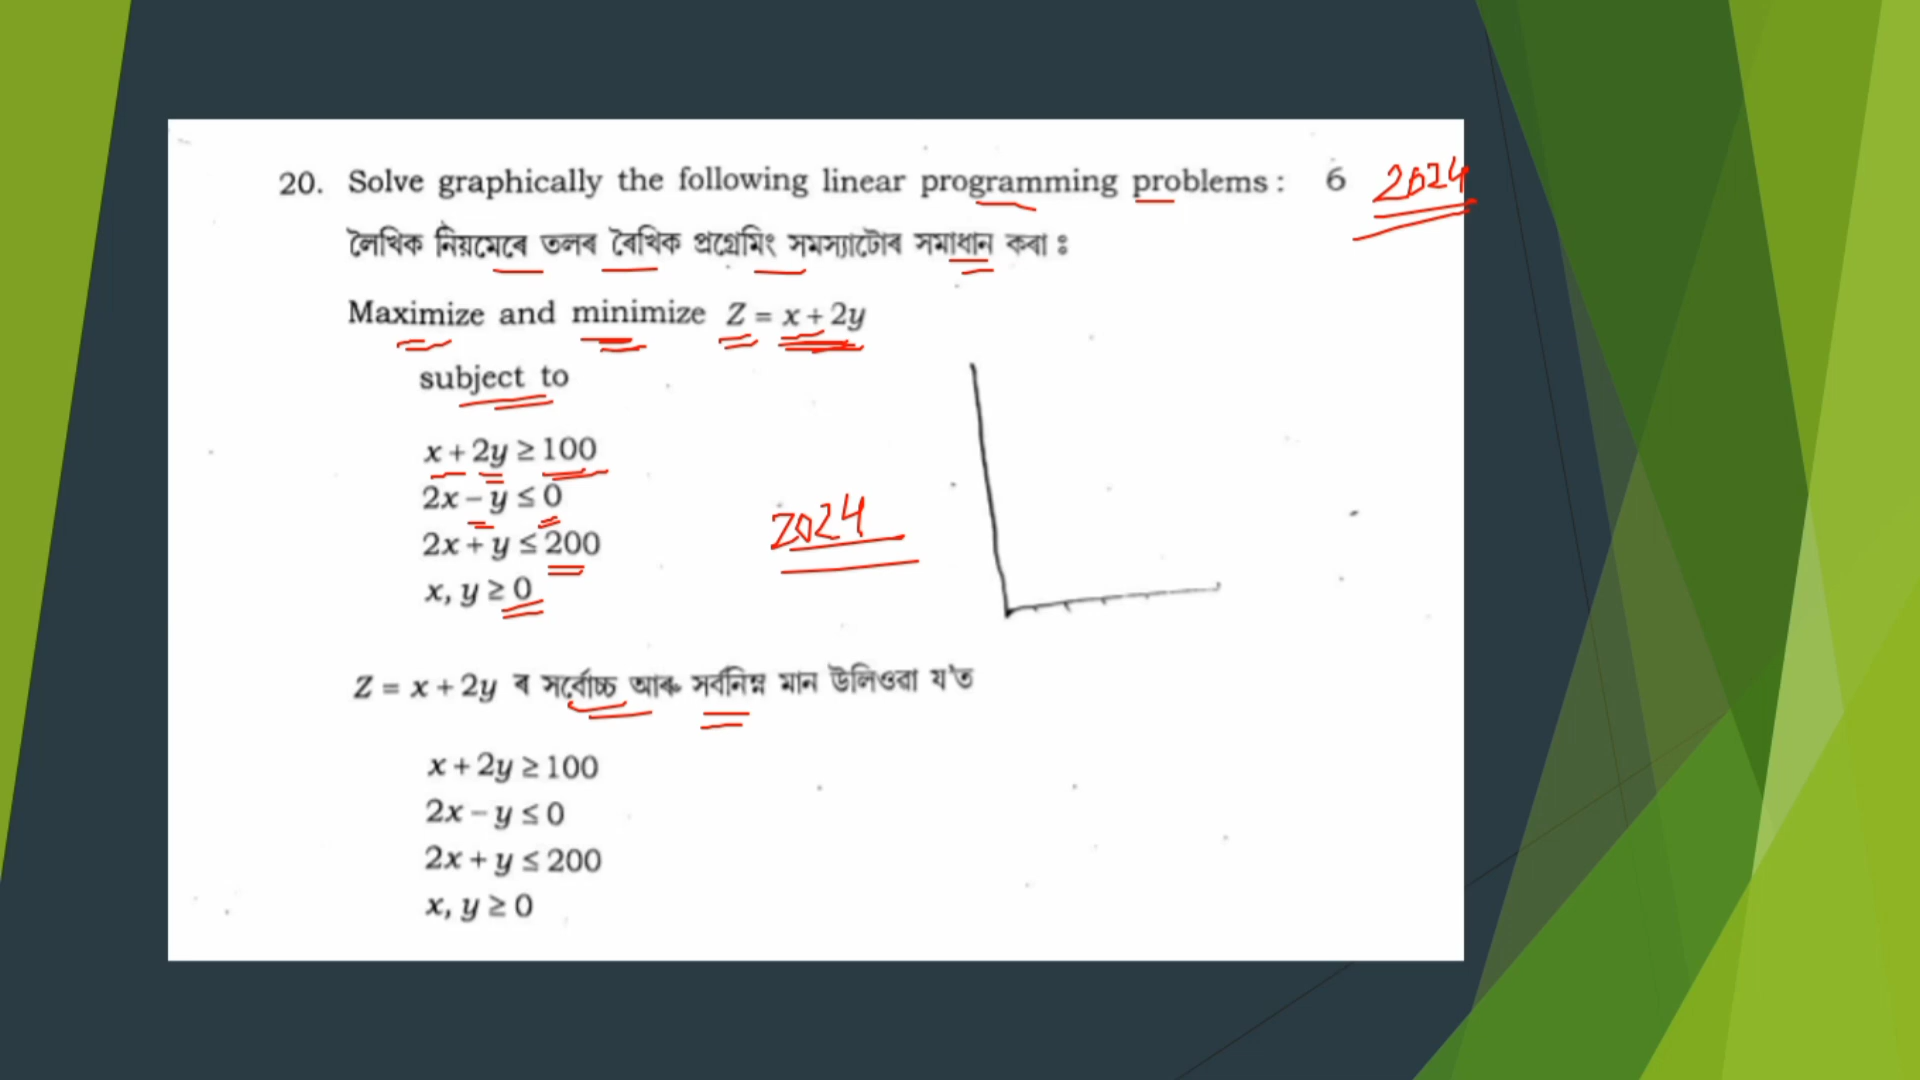 20. Solve graphically the following linear programming problems : 6 2024
লৈখিক নিয়মেৰে তলৰ ৰৈখিক প্ৰগ্ৰেমিং সমস্যাটোৰ সমাধান কৰা ঃ
Maximize and minimize Z = x + 2y
subject to
x + 2y ≥ 100
2x − y ≤ 0
2024
2x + y ≤ 200
x, y ≥ 0
Z = x + 2y ৰ সৰ্বোচ্চ আৰু সৰ্বনিম্ন মান উলিওৱা য'ত
x + 2y ≥ 100
2x − y ≤ 0
2x + y ≤ 200
x, y ≥ 0